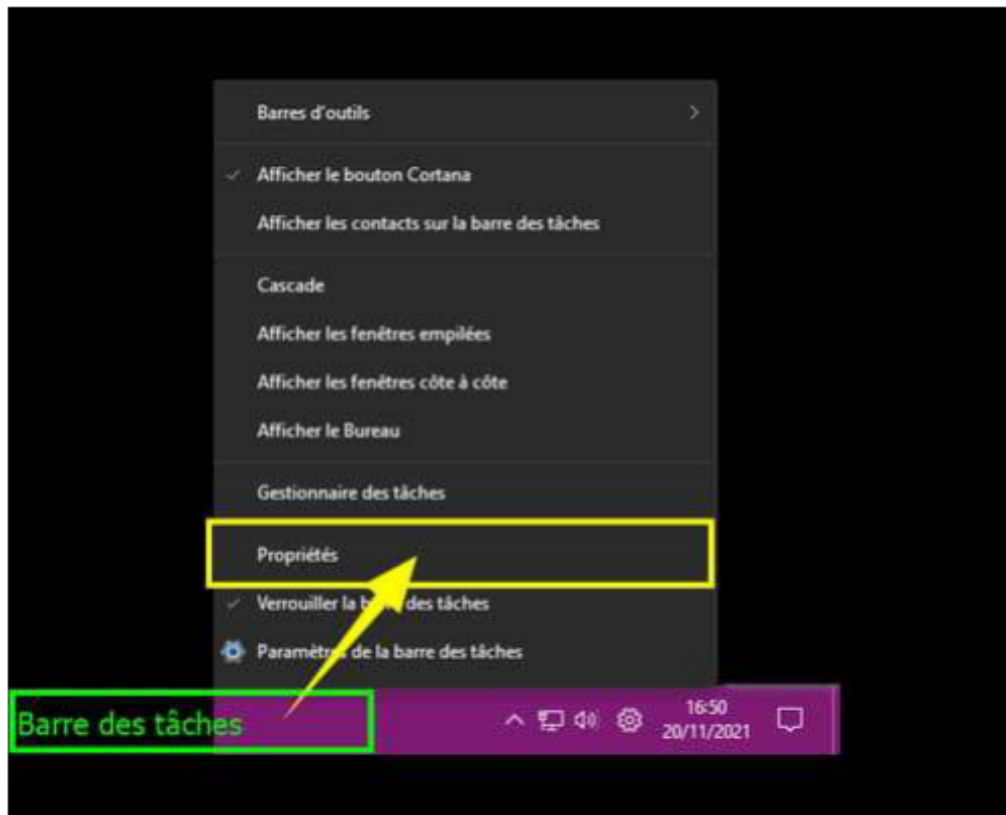 Barres d'outils
Afficher le bouton Cortana
Afficher les contacts sur la barre des tâches
Cascade
Afficher les fenêtres empilées
Afficher les fenêtres côte à côte
Afficher le Bureau
Gestionnaire des tâches
Propriétés
Verrouiller la barre des tâches
Paramètres de la barre des tâches
Barre des tâches
16:50
20/11/2021